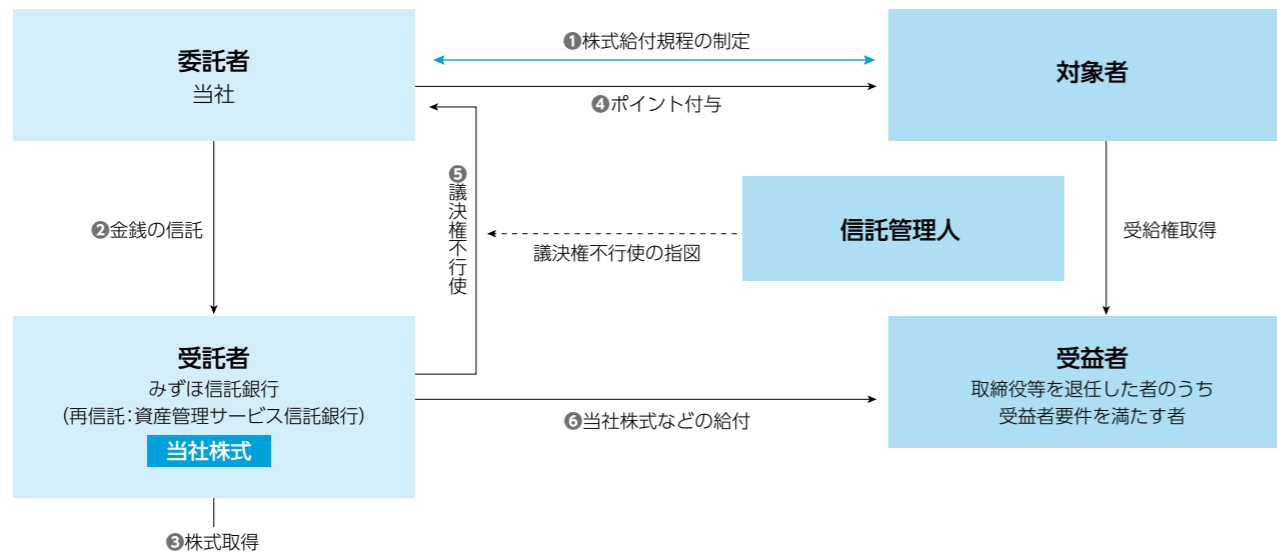 委託者
当社
❶株式給付規程の制定
❹ポイント付与
対象者
❷金銭の信託
❺議決権不行使
議決権不行使の指図
信託管理人
受給権取得
受託者
みずほ信託銀行
（再信託：資産管理サービス信託銀行）
当社株式
❻当社株式などの給付
受益者
取締役等を退任した者のうち
受益者要件を満たす者
❸株式取得